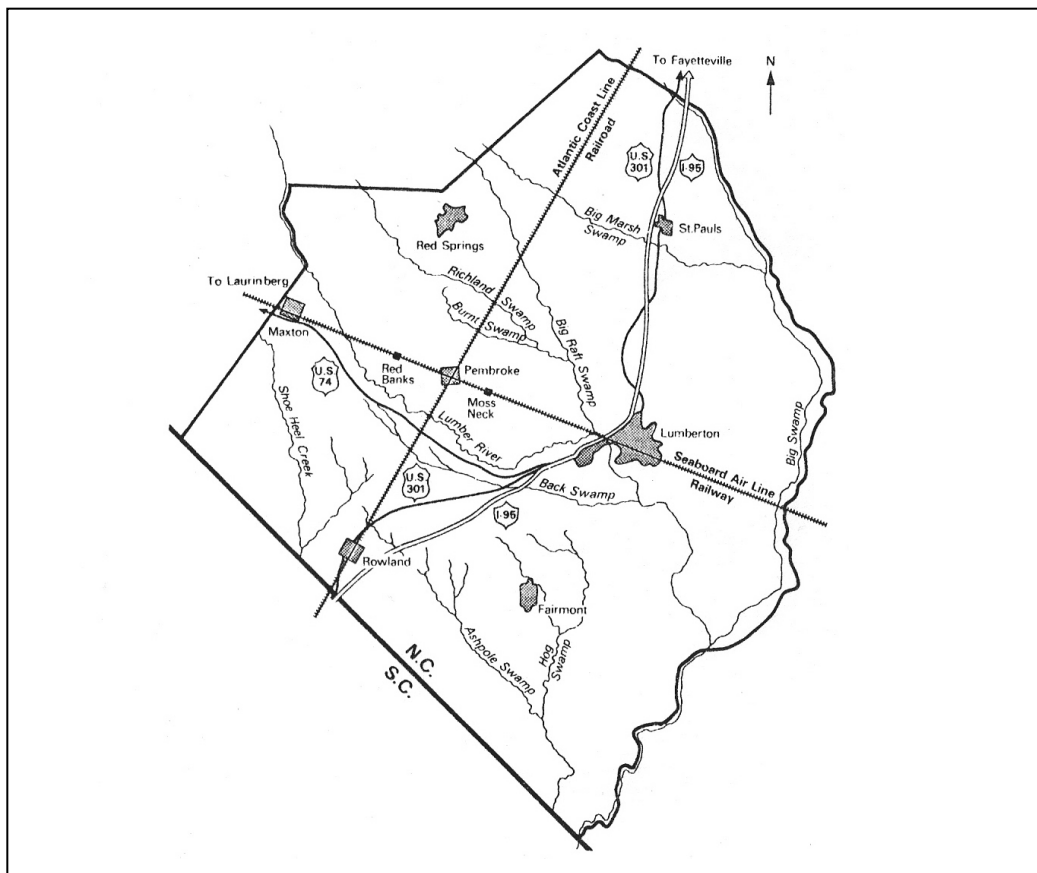 To Fayetteville
N
Atlantic Coast Line
Railroad
U.S.
301
I-95
Big Marsh
Swamp
St. Pauls
Red Springs
To Laurinberg
Richland Swamp
Burnt Swamp
Big Raft Swamp
Maxton
Red
Banks
Pembroke
U.S.
74
Moss
Neck
Shoe Heel Creek
Lumber River
Lumberton
Big Swamp
Seaboard Air Line
Railway
U.S.
301
Back Swamp
I-95
Rowland
Fairmont
Ashpole Swamp
Hog
Swamp
N.C.
S.C.